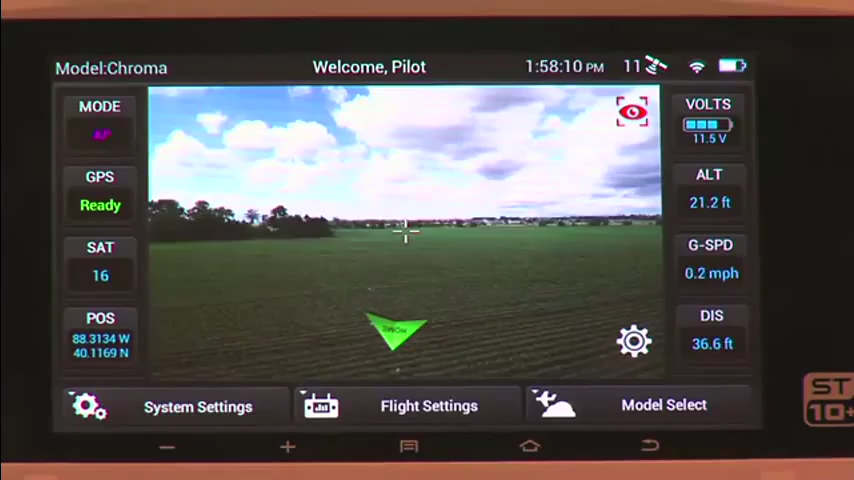 Model:Chroma
Welcome, Pilot
1:58:10 PM
11
MODE
AP
GPS
Ready
SAT
16
POS
88.3134 W
40.1169 N
VOLTS
11.5 V
ALT
21.2 ft
G-SPD
0.2 mph
DIS
36.6 ft
HOME
System Settings
Flight Settings
Model Select
ST
10+